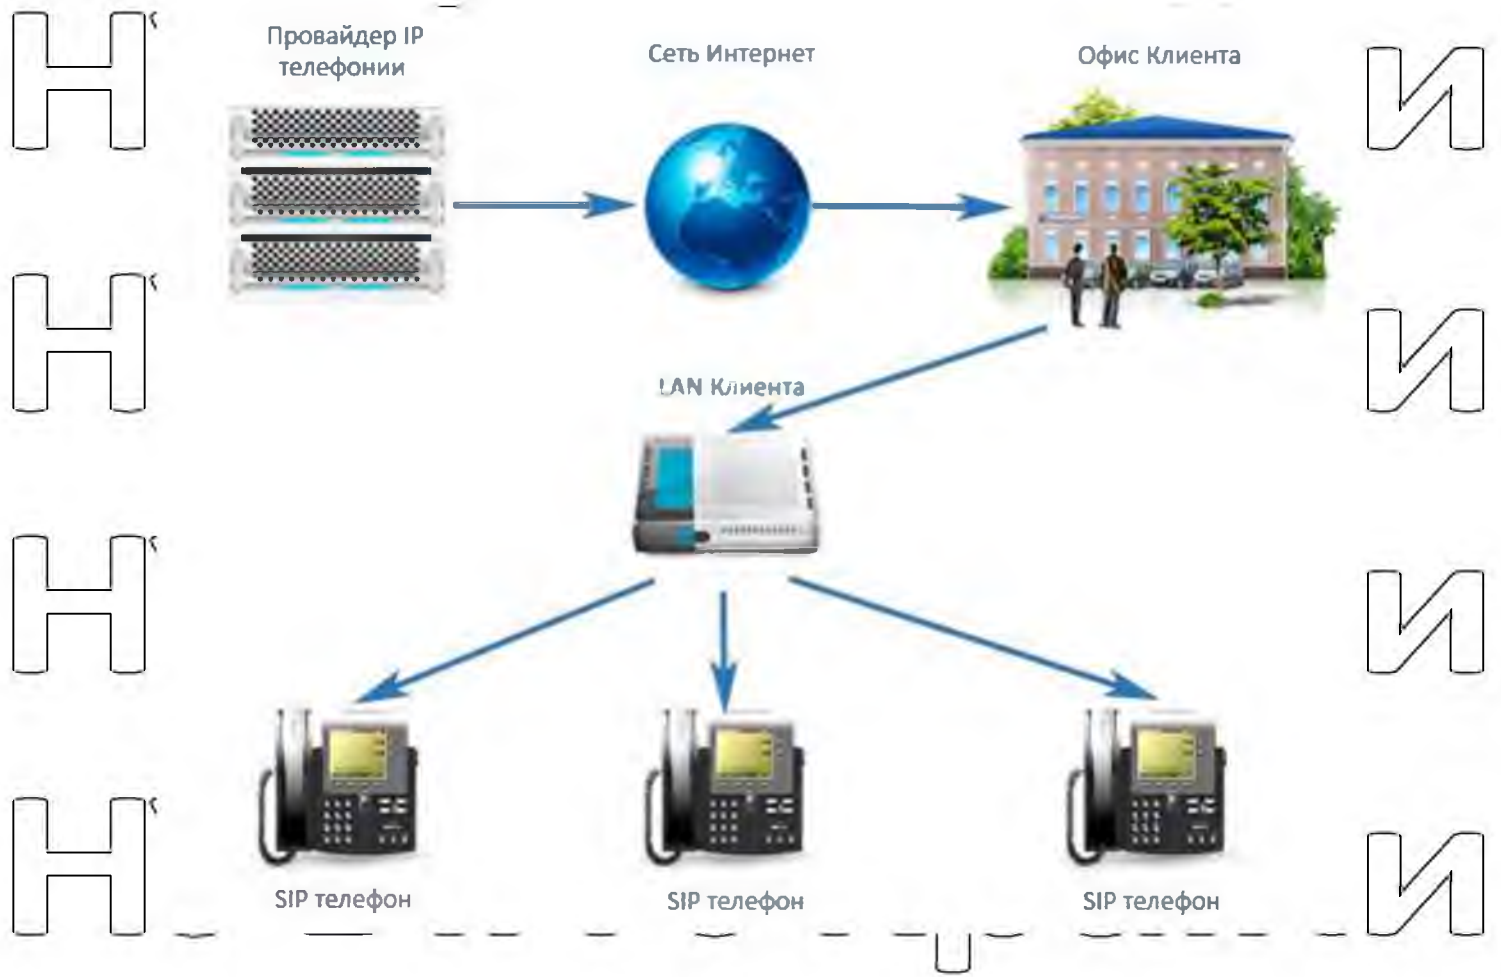 Провайдер IP
телефонии
Сеть Интернет
Офис Клиента
LAN Клиента
SIP телефон
SIP телефон
SIP телефон